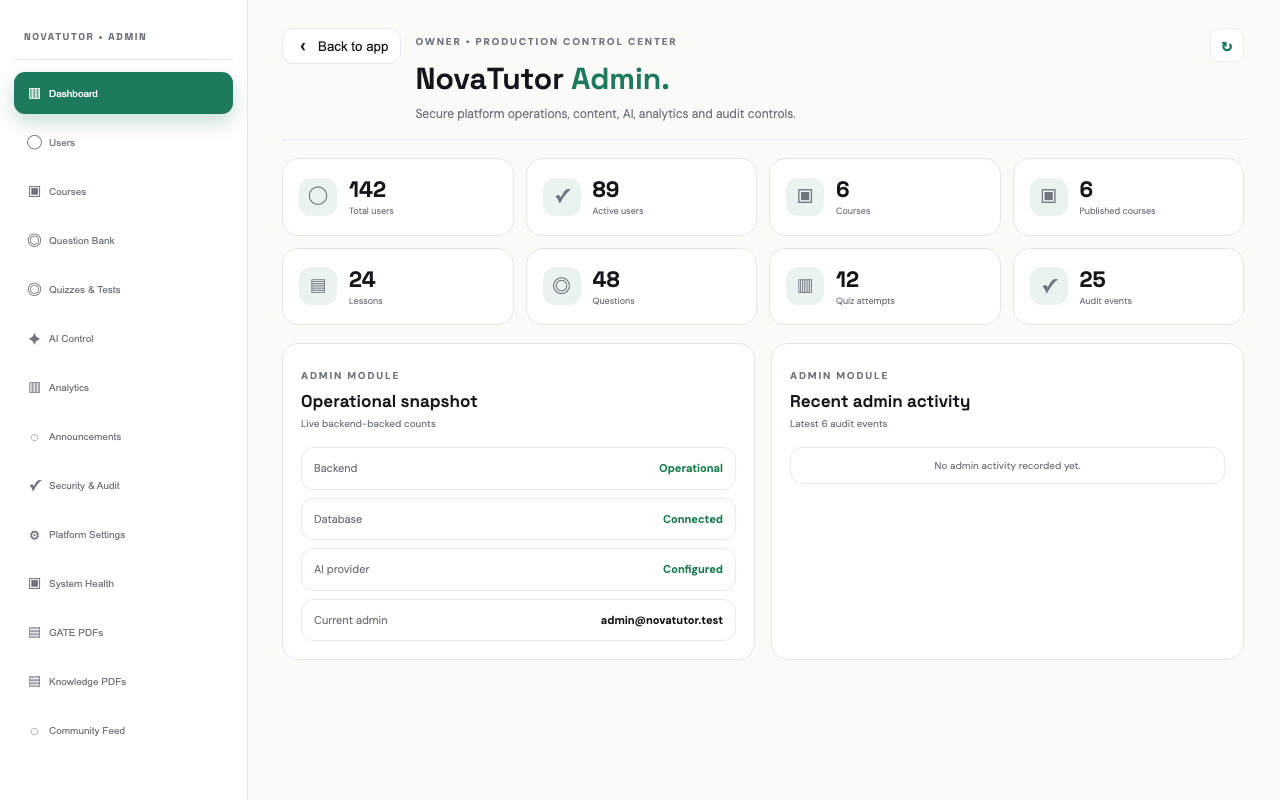 NOVATUTOR • ADMIN
Dashboard
Users
Courses
Question Bank
Quizzes & Tests
AI Control
Analytics
Announcements
Security & Audit
Platform Settings
System Health
GATE PDFs
Knowledge PDFs
Community Feed
Back to app
OWNER • PRODUCTION CONTROL CENTER
NovaTutor Admin.
Secure platform operations, content, AI, analytics and audit controls.
142
Total users
89
Active users
6
Courses
6
Published courses
24
Lessons
48
Questions
12
Quiz attempts
25
Audit events
ADMIN MODULE
Operational snapshot
Live backend-backed counts
Backend Operational
Database Connected
AI provider Configured
Current admin admin@novatutor.test
ADMIN MODULE
Recent admin activity
Latest 6 audit events
No admin activity recorded yet.